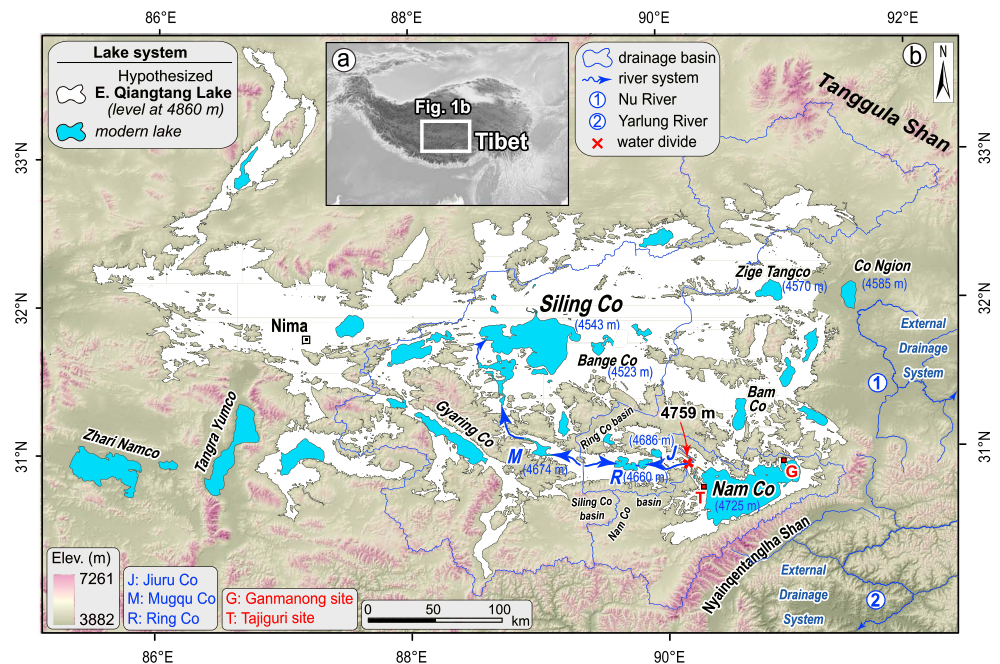 86°E
88°E
90°E
92°E
Lake system
Hypothesized
E. Qiangtang Lake
(level at 4860 m)
modern lake
a
Fig. 1b
Tibet
drainage basin
river system
1 Nu River
2 Yarlung River
water divide
b
N
Tanggula Shan
33°N
33°N
Zige Tangco
(4570 m)
Co Ngion
(4585 m)
32°N
32°N
Siling Co
(4543 m)
Nima
Bange Co
(4523 m)
External
Drainage
System
1
Bam
Co
4759 m
Ring Co basin
Gyaring Co
Tangra Yumco
Zhari Namco
31°N
31°N
(4686 m)
J
M
(4674 m)
R
(4660 m)
G
T
Nam Co
(4725 m)
Siling Co
basin
Nam Co
basin
Nyainqentanglha Shan
External
Drainage
System
2
Elev. (m)
7261
3882
J: Jiuru Co
M: Mugqu Co
R: Ring Co
G: Ganmanong site
T: Tajiguri site
0
50
100
km
86°E
88°E
90°E